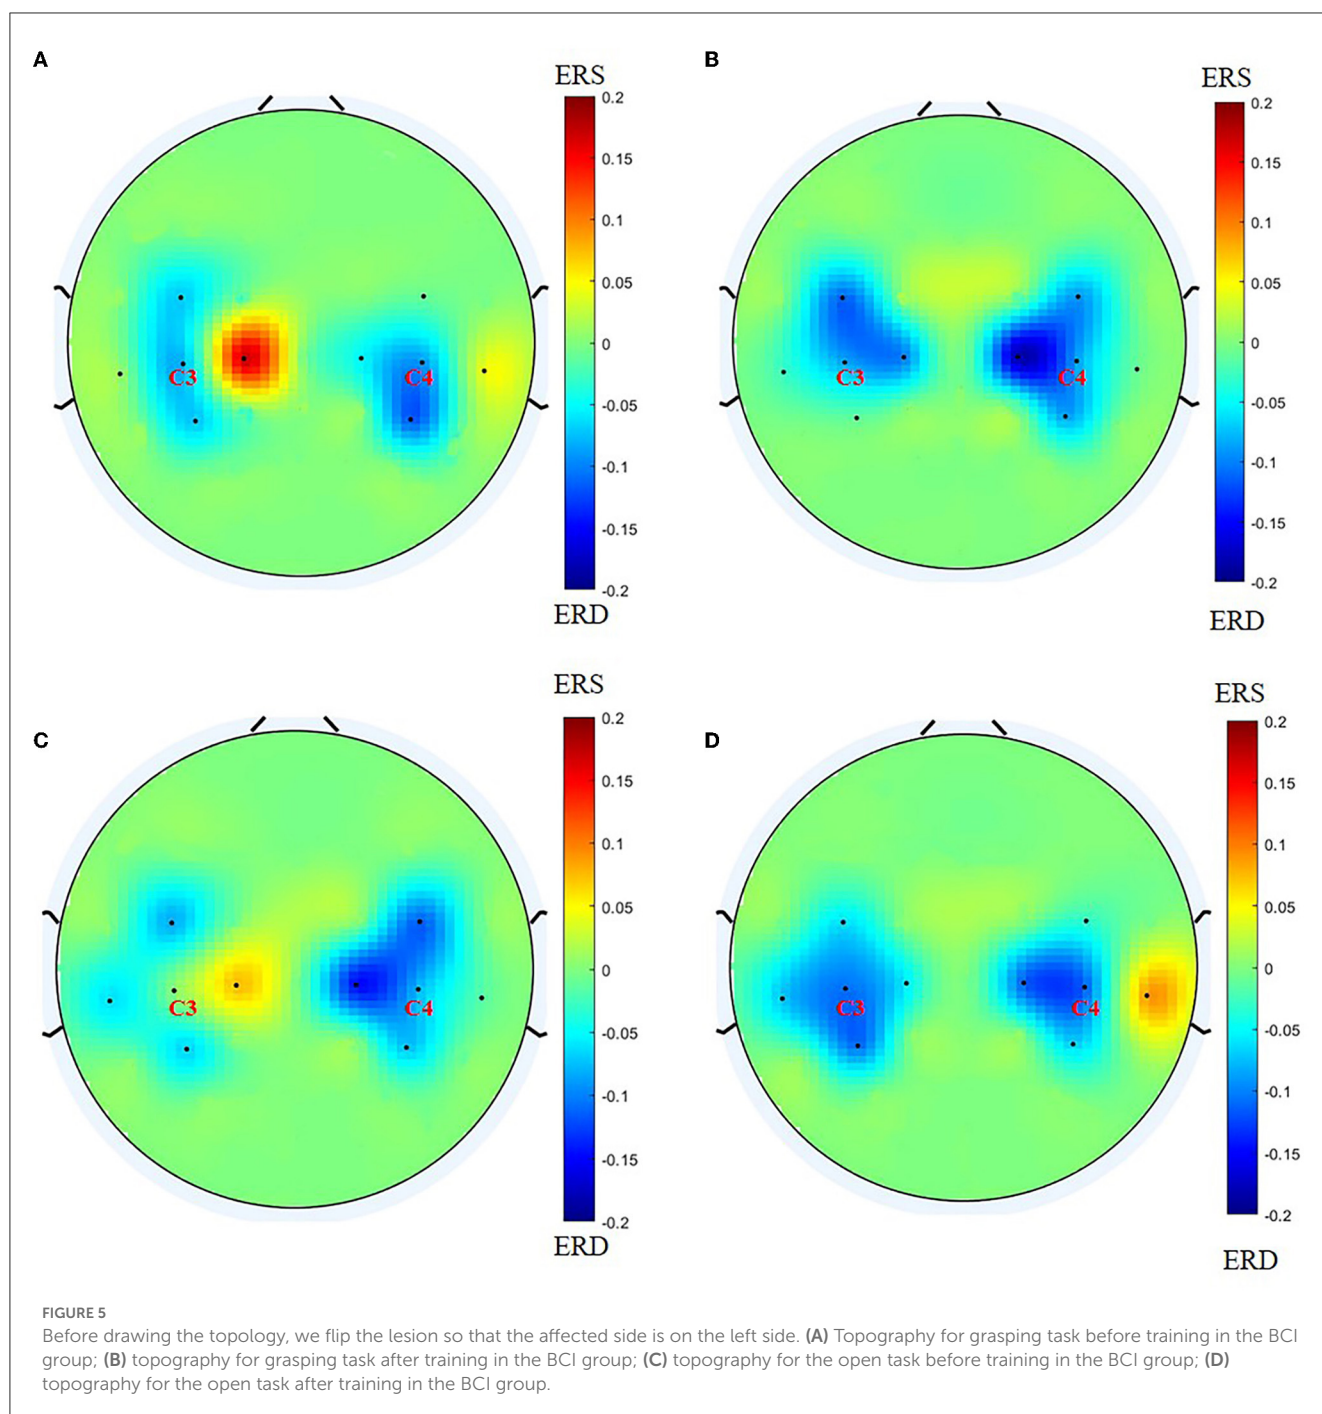 A
ERS
0.2
0.15
0.1
0.05
0
-0.05
-0.1
-0.15
-0.2
ERD
C3
C4
B
ERS
0.2
0.15
0.1
0.05
0
-0.05
-0.1
-0.15
-0.2
ERD
C3
C4
C
ERS
0.2
0.15
0.1
0.05
0
-0.05
-0.1
-0.15
-0.2
ERD
C3
C4
D
ERS
0.2
0.15
0.1
0.05
0
-0.05
-0.1
-0.15
-0.2
ERD
C3
C4
FIGURE 5
Before drawing the topology, we flip the lesion so that the affected side is on the left side. (A) Topography for grasping task before training in the BCI
group; (B) topography for grasping task after training in the BCI group; (C) topography for the open task before training in the BCI group; (D)
topography for the open task after training in the BCI group.